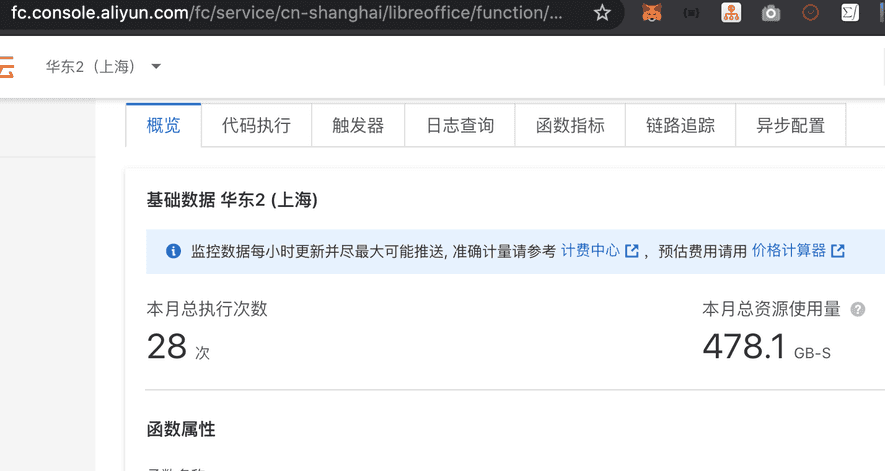 fc.console.aliyun.com/fc/service/cn-shanghai/libreoffice/function/...
华东2（上海）
概览 代码执行 触发器 日志查询 函数指标 链路追踪 异步配置
基础数据 华东2 (上海)
监控数据每小时更新并尽最大可能推送, 准确计量请参考 计费中心 ，预估费用请用 价格计算器
本月总执行次数 本月总资源使用量
28 次 478.1 GB-S
函数属性